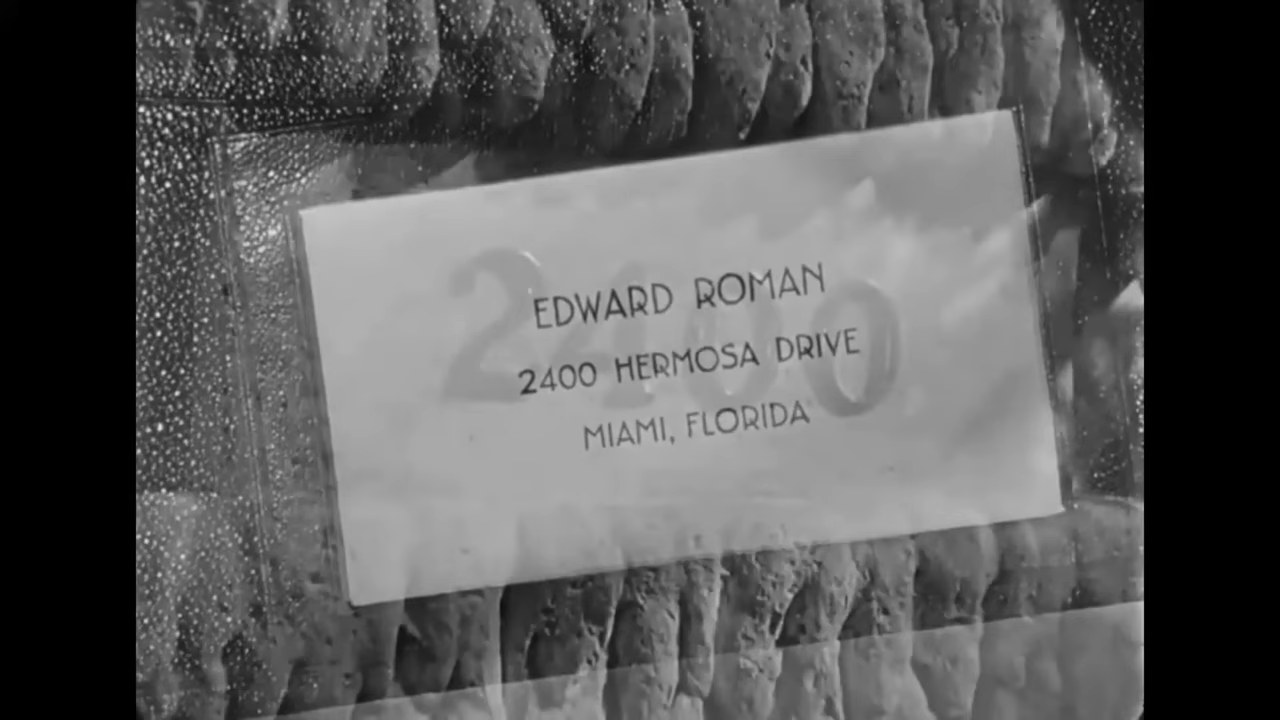 2400
EDWARD ROMAN
2400 HERMOSA DRIVE
MIAMI, FLORIDA